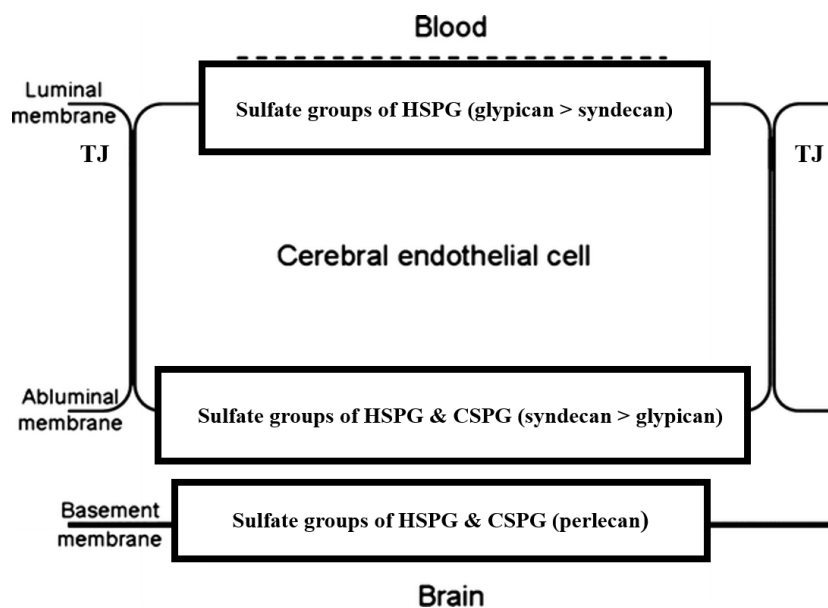 Blood
Luminal
membrane
Sulfate groups of HSPG (glypican > syndecan)
TJ
TJ
Cerebral endothelial cell
Abluminal
membrane
Sulfate groups of HSPG & CSPG (syndecan > glypican)
Basement
membrane
Sulfate groups of HSPG & CSPG (perlecan)
Brain